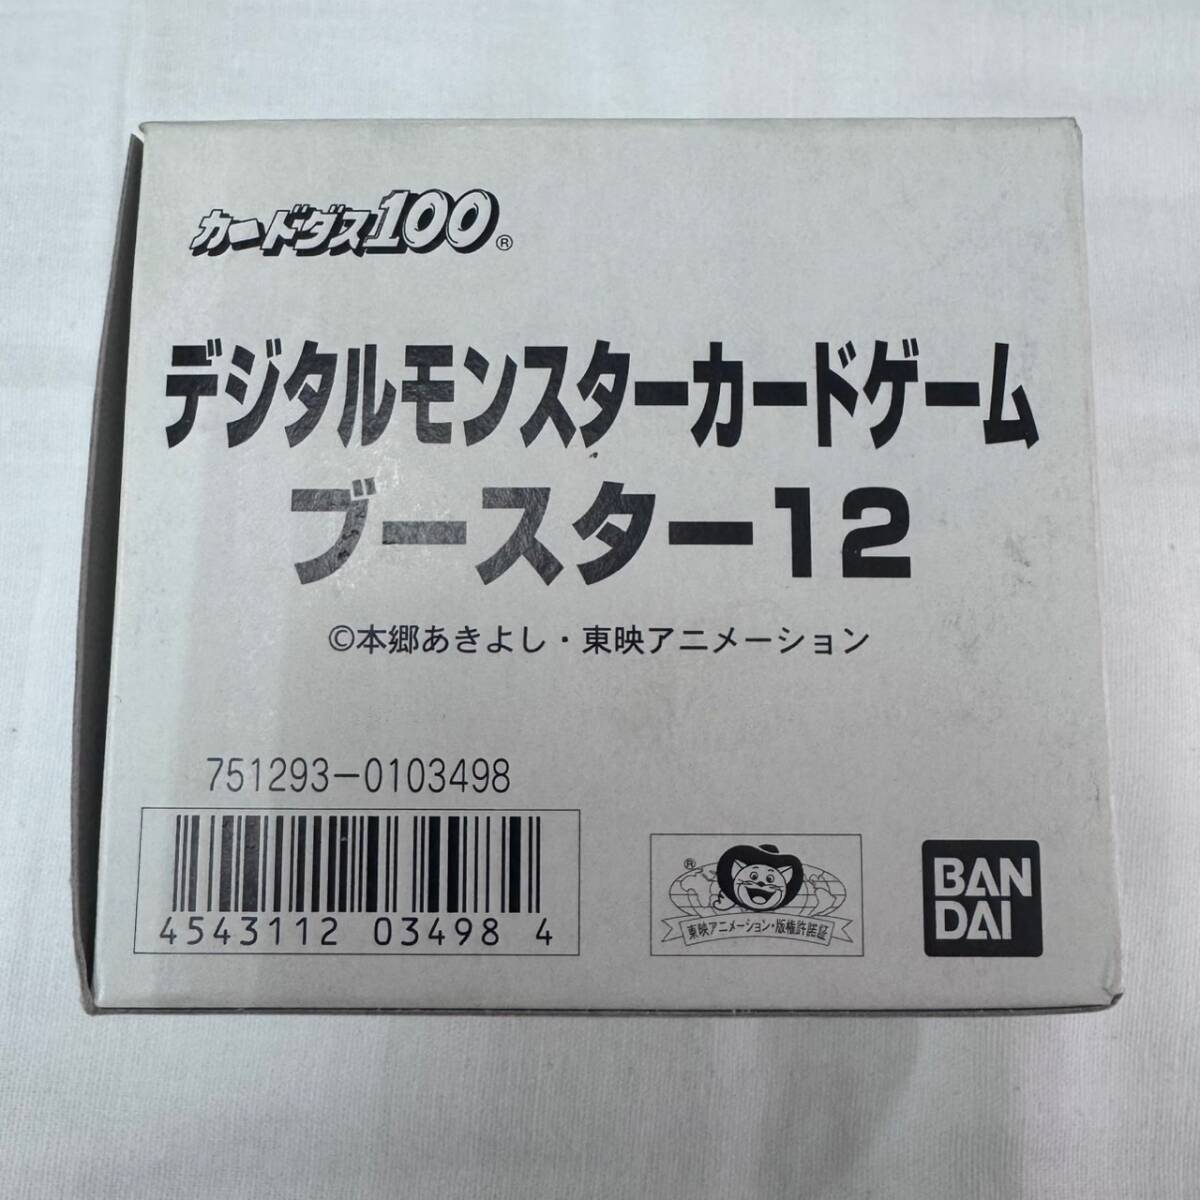 カードダス100®
デジタルモンスターカードゲーム
ブースター12
©本郷あきよし・東映アニメーション
751293-0103498
4543112 03498 4
®
東映アニメーション・版権許諾証
BAN
DAI